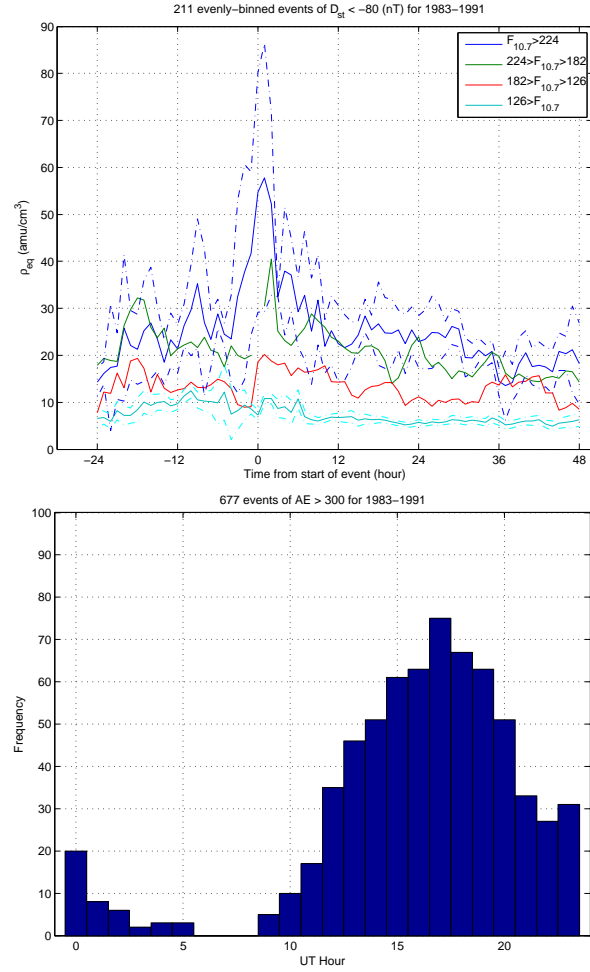 211 evenly-binned events of D_st < −80 (nT) for 1983-1991
F_10.7>224
224>F_10.7>182
182>F_10.7>126
126>F_10.7
90
80
70
60
50
40
30
20
10
0
ρ_eq (amu/cm³)
−24 −12 0 12 24 36 48
Time from start of event (hour)
677 events of AE > 300 for 1983-1991
100
90
80
70
60
50
40
30
20
10
0
Frequency
0 5 10 15 20
UT Hour